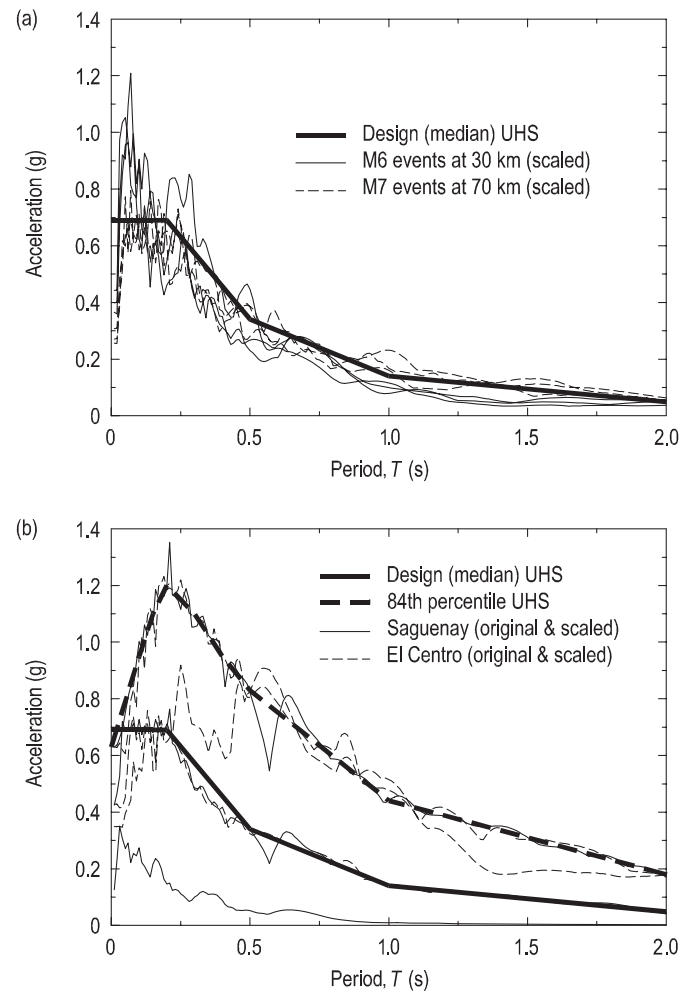 (a)
1.4
1.2
1.0
0.8
0.6
0.4
0.2
0
Acceleration (g)
Design (median) UHS
M6 events at 30 km (scaled)
M7 events at 70 km (scaled)
0 0.5 1.0 1.5 2.0
Period, T (s)
(b)
1.4
1.2
1.0
0.8
0.6
0.4
0.2
0.0
Acceleration (g)
Design (median) UHS
84th percentile UHS
Saguenay (original & scaled)
El Centro (original & scaled)
0 0.5 1.0 1.5 2.0
Period, T (s)